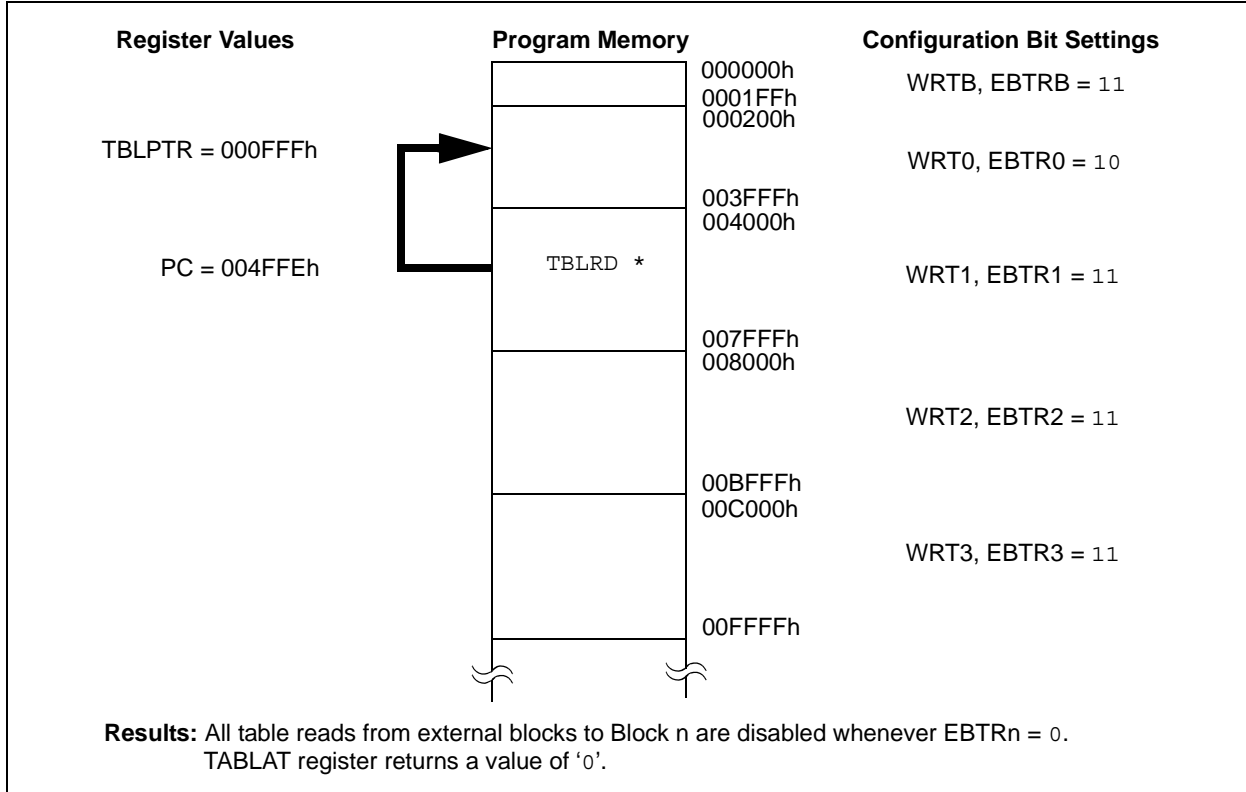 Register Values
Program Memory
Configuration Bit Settings
000000h
WRTB, EBTRB = 11
0001FFh
000200h
TBLPTR = 000FFFh
WRT0, EBTR0 = 10
003FFFh
004000h
PC = 004FFEh
TBLRD *
WRT1, EBTR1 = 11
007FFFh
008000h
WRT2, EBTR2 = 11
00BFFFh
00C000h
WRT3, EBTR3 = 11
00FFFFh
Results: All table reads from external blocks to Block n are disabled whenever EBTRn = 0.
TABLAT register returns a value of ‘0’.